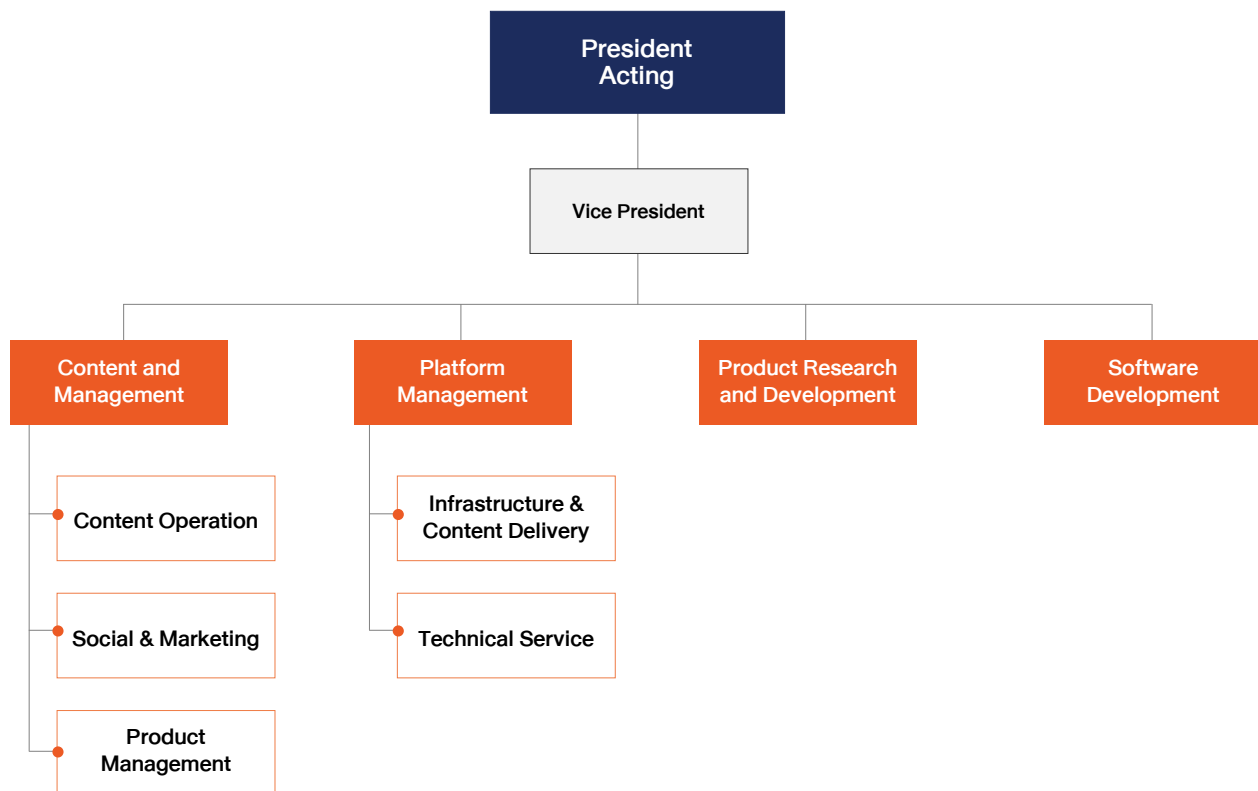 President
Acting
Vice President
Content and
Management
Platform
Management
Product Research
and Development
Software
Development
Content Operation
Infrastructure &
Content Delivery
Social & Marketing
Technical Service
Product
Management